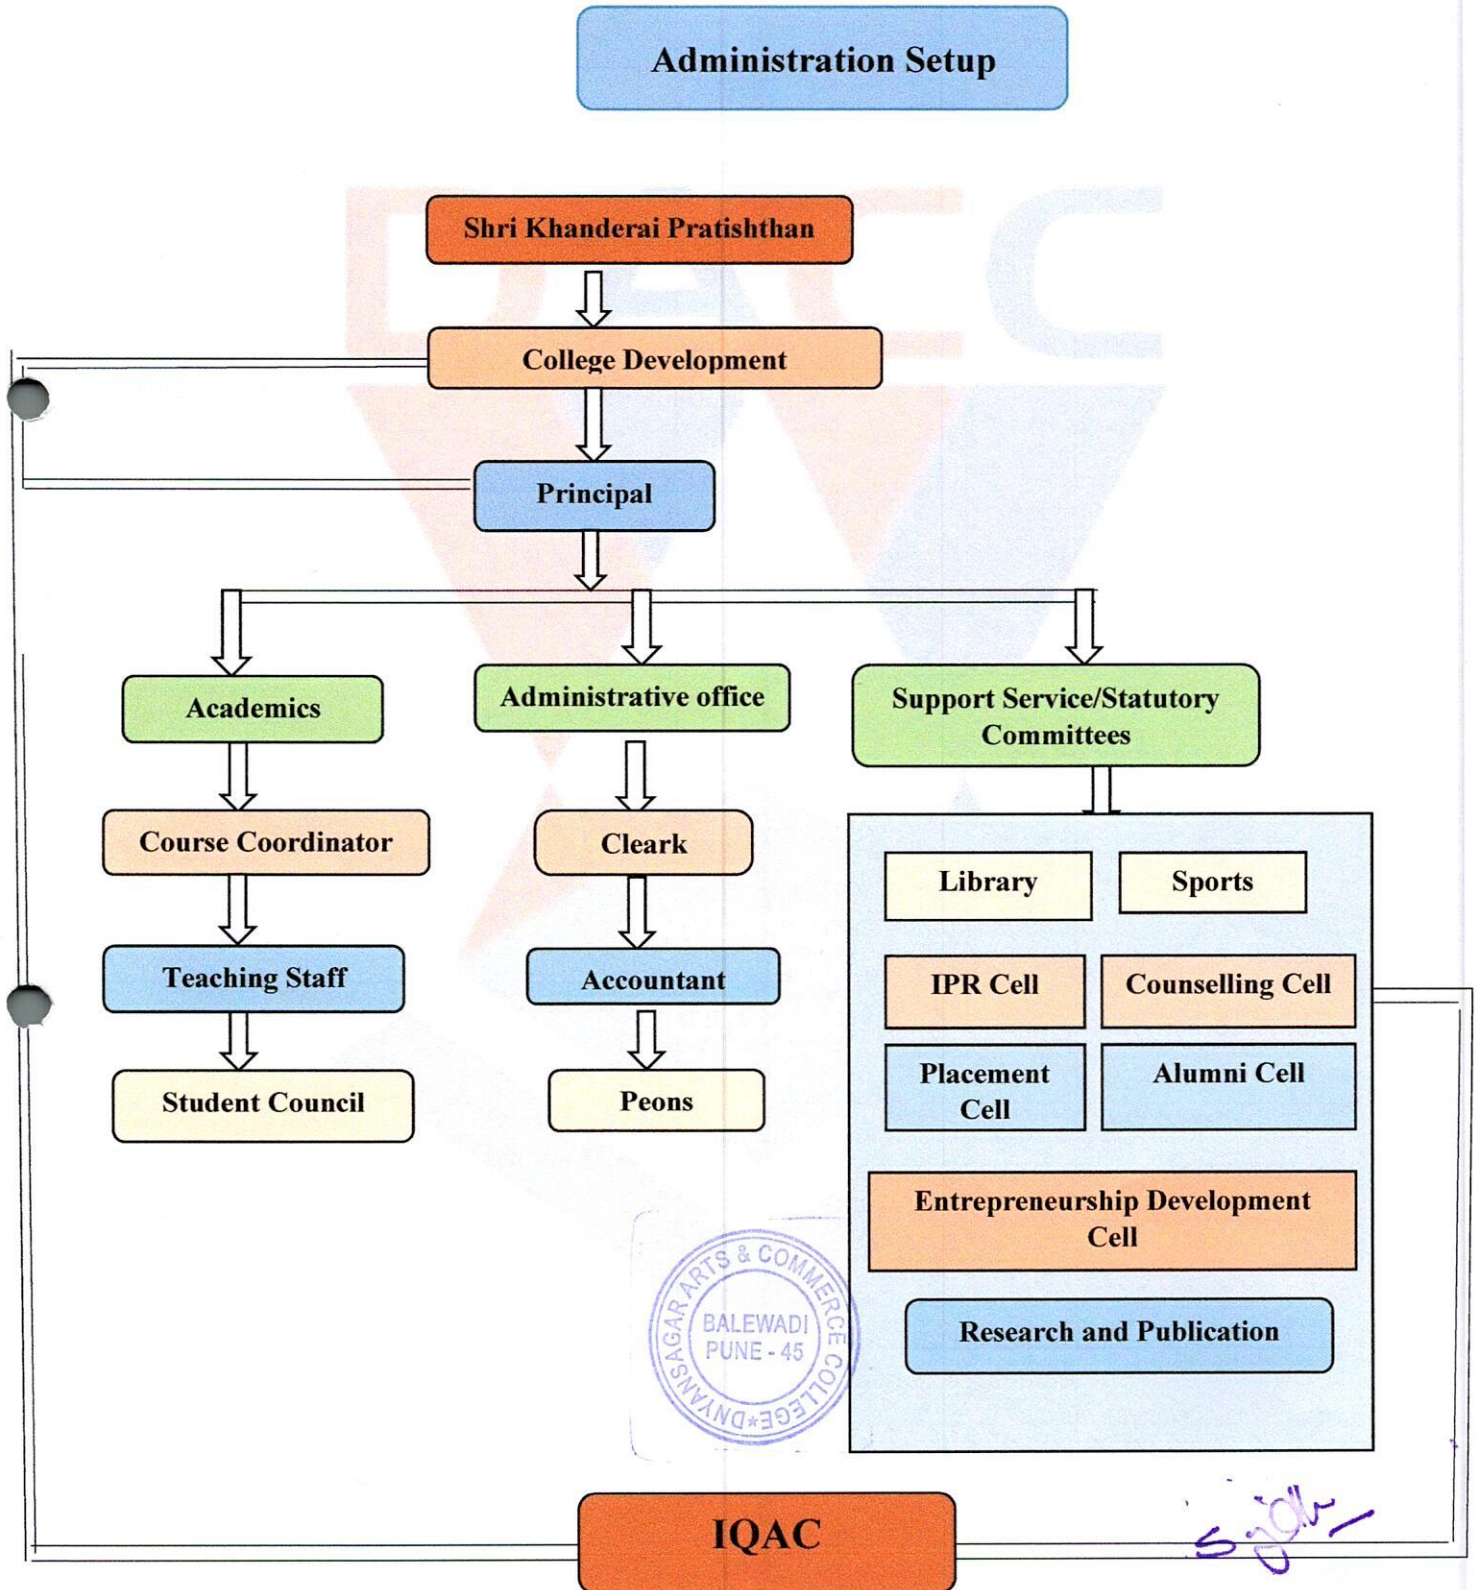 Administration Setup
DACC
Shri Khanderai Pratishthan
College Development
Principal
Academics
Administrative office
Support Service/Statutory
Committees
Course Coordinator
Cleark
Library
Sports
Teaching Staff
Accountant
IPR Cell
Counselling Cell
Student Council
Peons
Placement
Cell
Alumni Cell
Entrepreneurship Development
Cell
Research and Publication
DNYANSAGAR ARTS & COMMERCE COLLEGE*
BALEWADI
PUNE - 45
IQAC